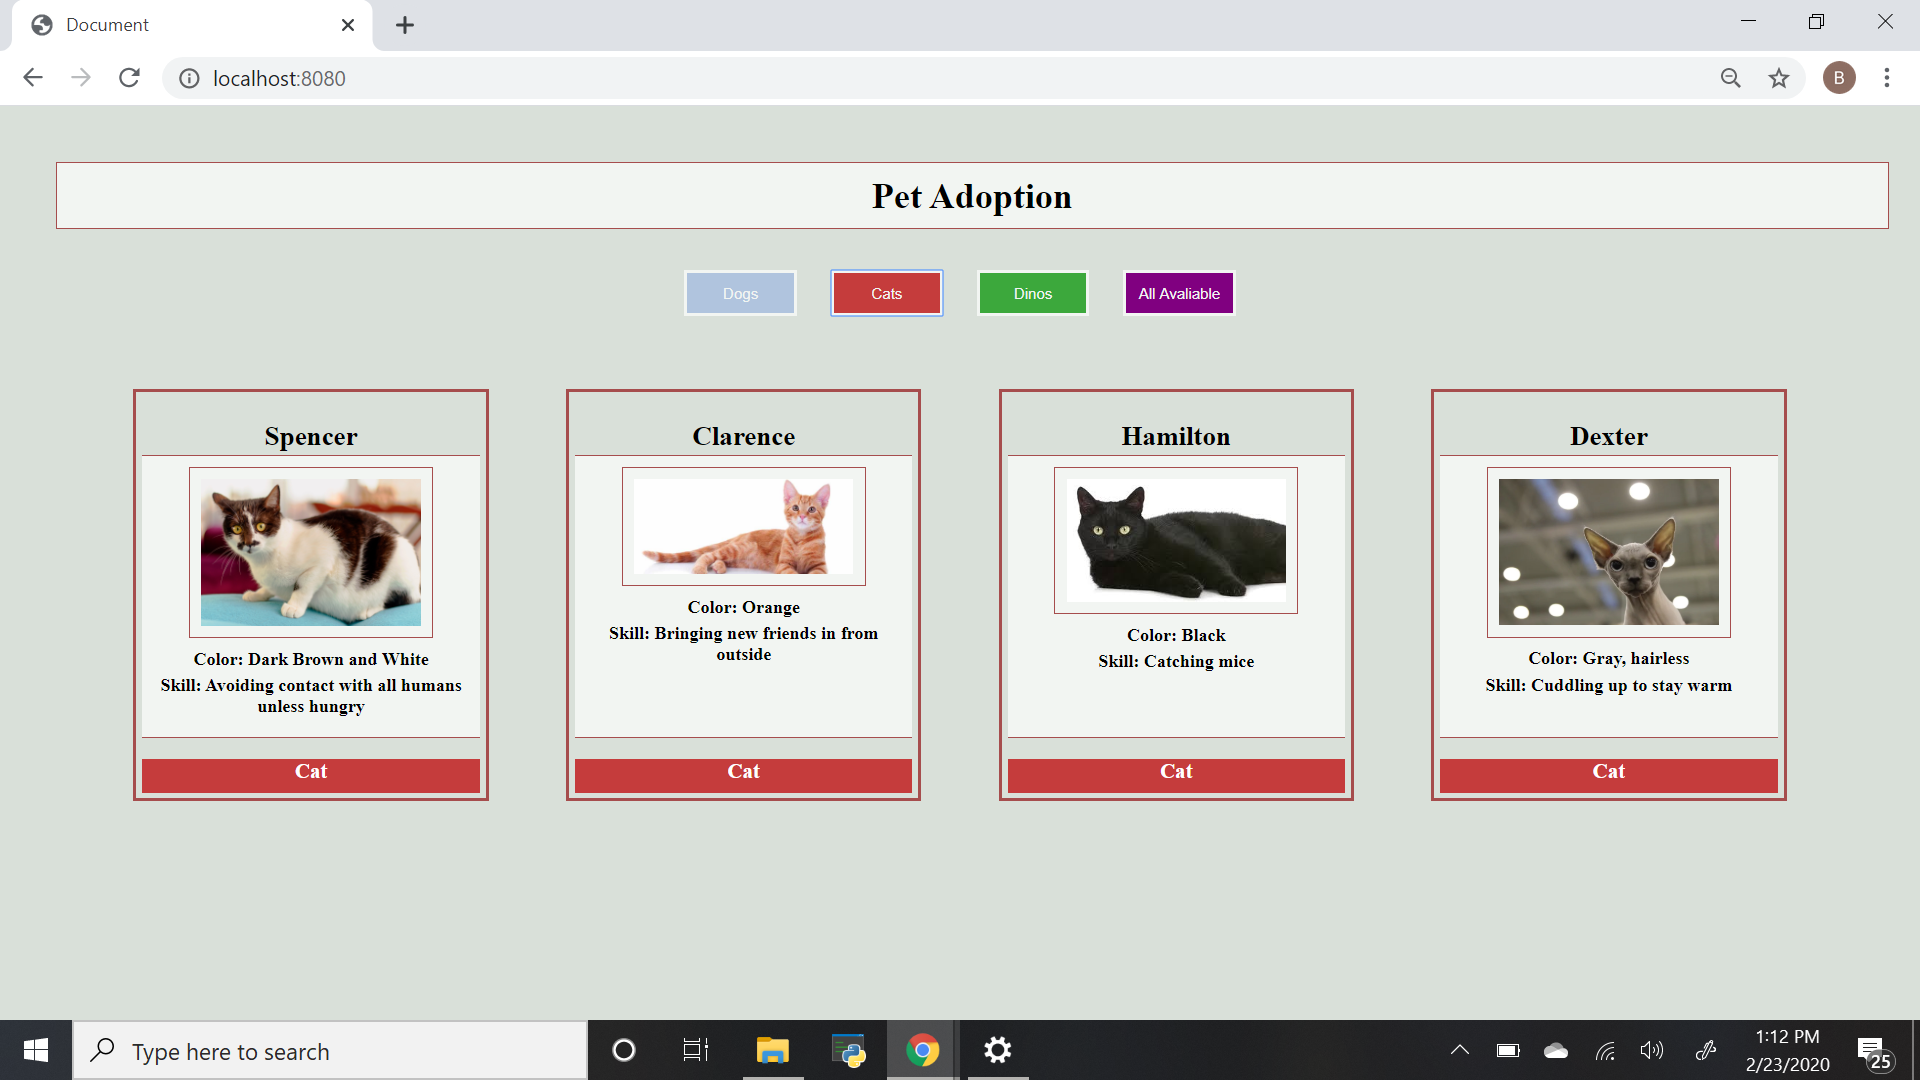 Document
localhost:8080
B
Pet Adoption
Dogs
Cats
Dinos
All Avaliable
Spencer
Color: Dark Brown and White
Skill: Avoiding contact with all humans
unless hungry
Cat
Clarence
Color: Orange
Skill: Bringing new friends in from
outside
Cat
Hamilton
Color: Black
Skill: Catching mice
Cat
Dexter
Color: Gray, hairless
Skill: Cuddling up to stay warm
Cat
Type here to search
1:12 PM
2/23/2020
25